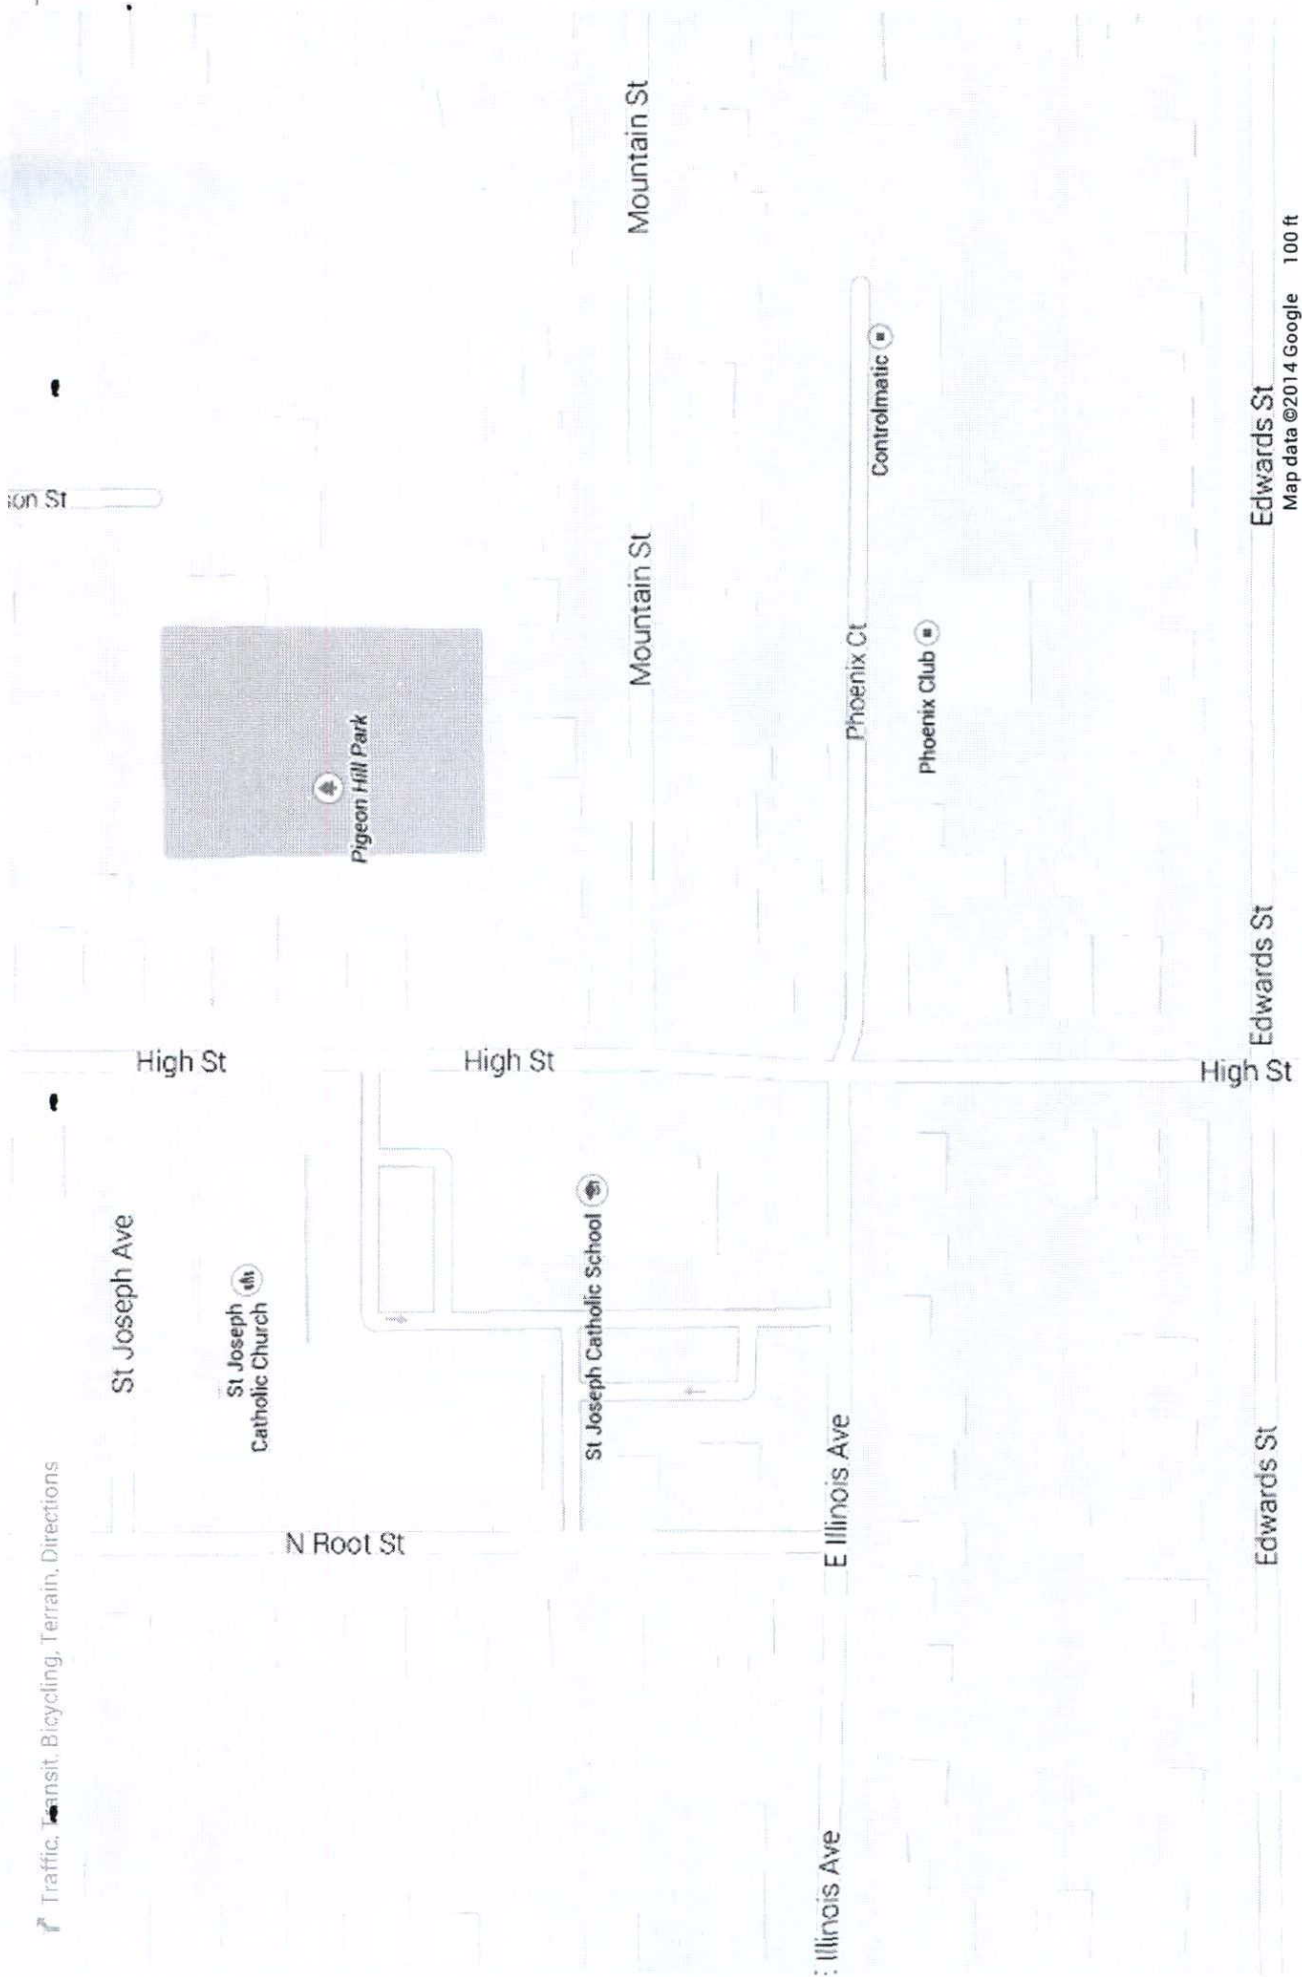 Traffic, Transit, Bicycling, Terrain, Directions
son St
St Joseph Ave
High St
St Joseph
Catholic Church
Pigeon Hill Park
N Root St
High St
St Joseph Catholic School
Mountain St
Mountain St
E Illinois Ave
Phoenix Ct
Illinois Ave
Controlmatic
Phoenix Club
High St
Edwards St
Edwards St
Edwards St
Map data ©2014 Google 100 ft